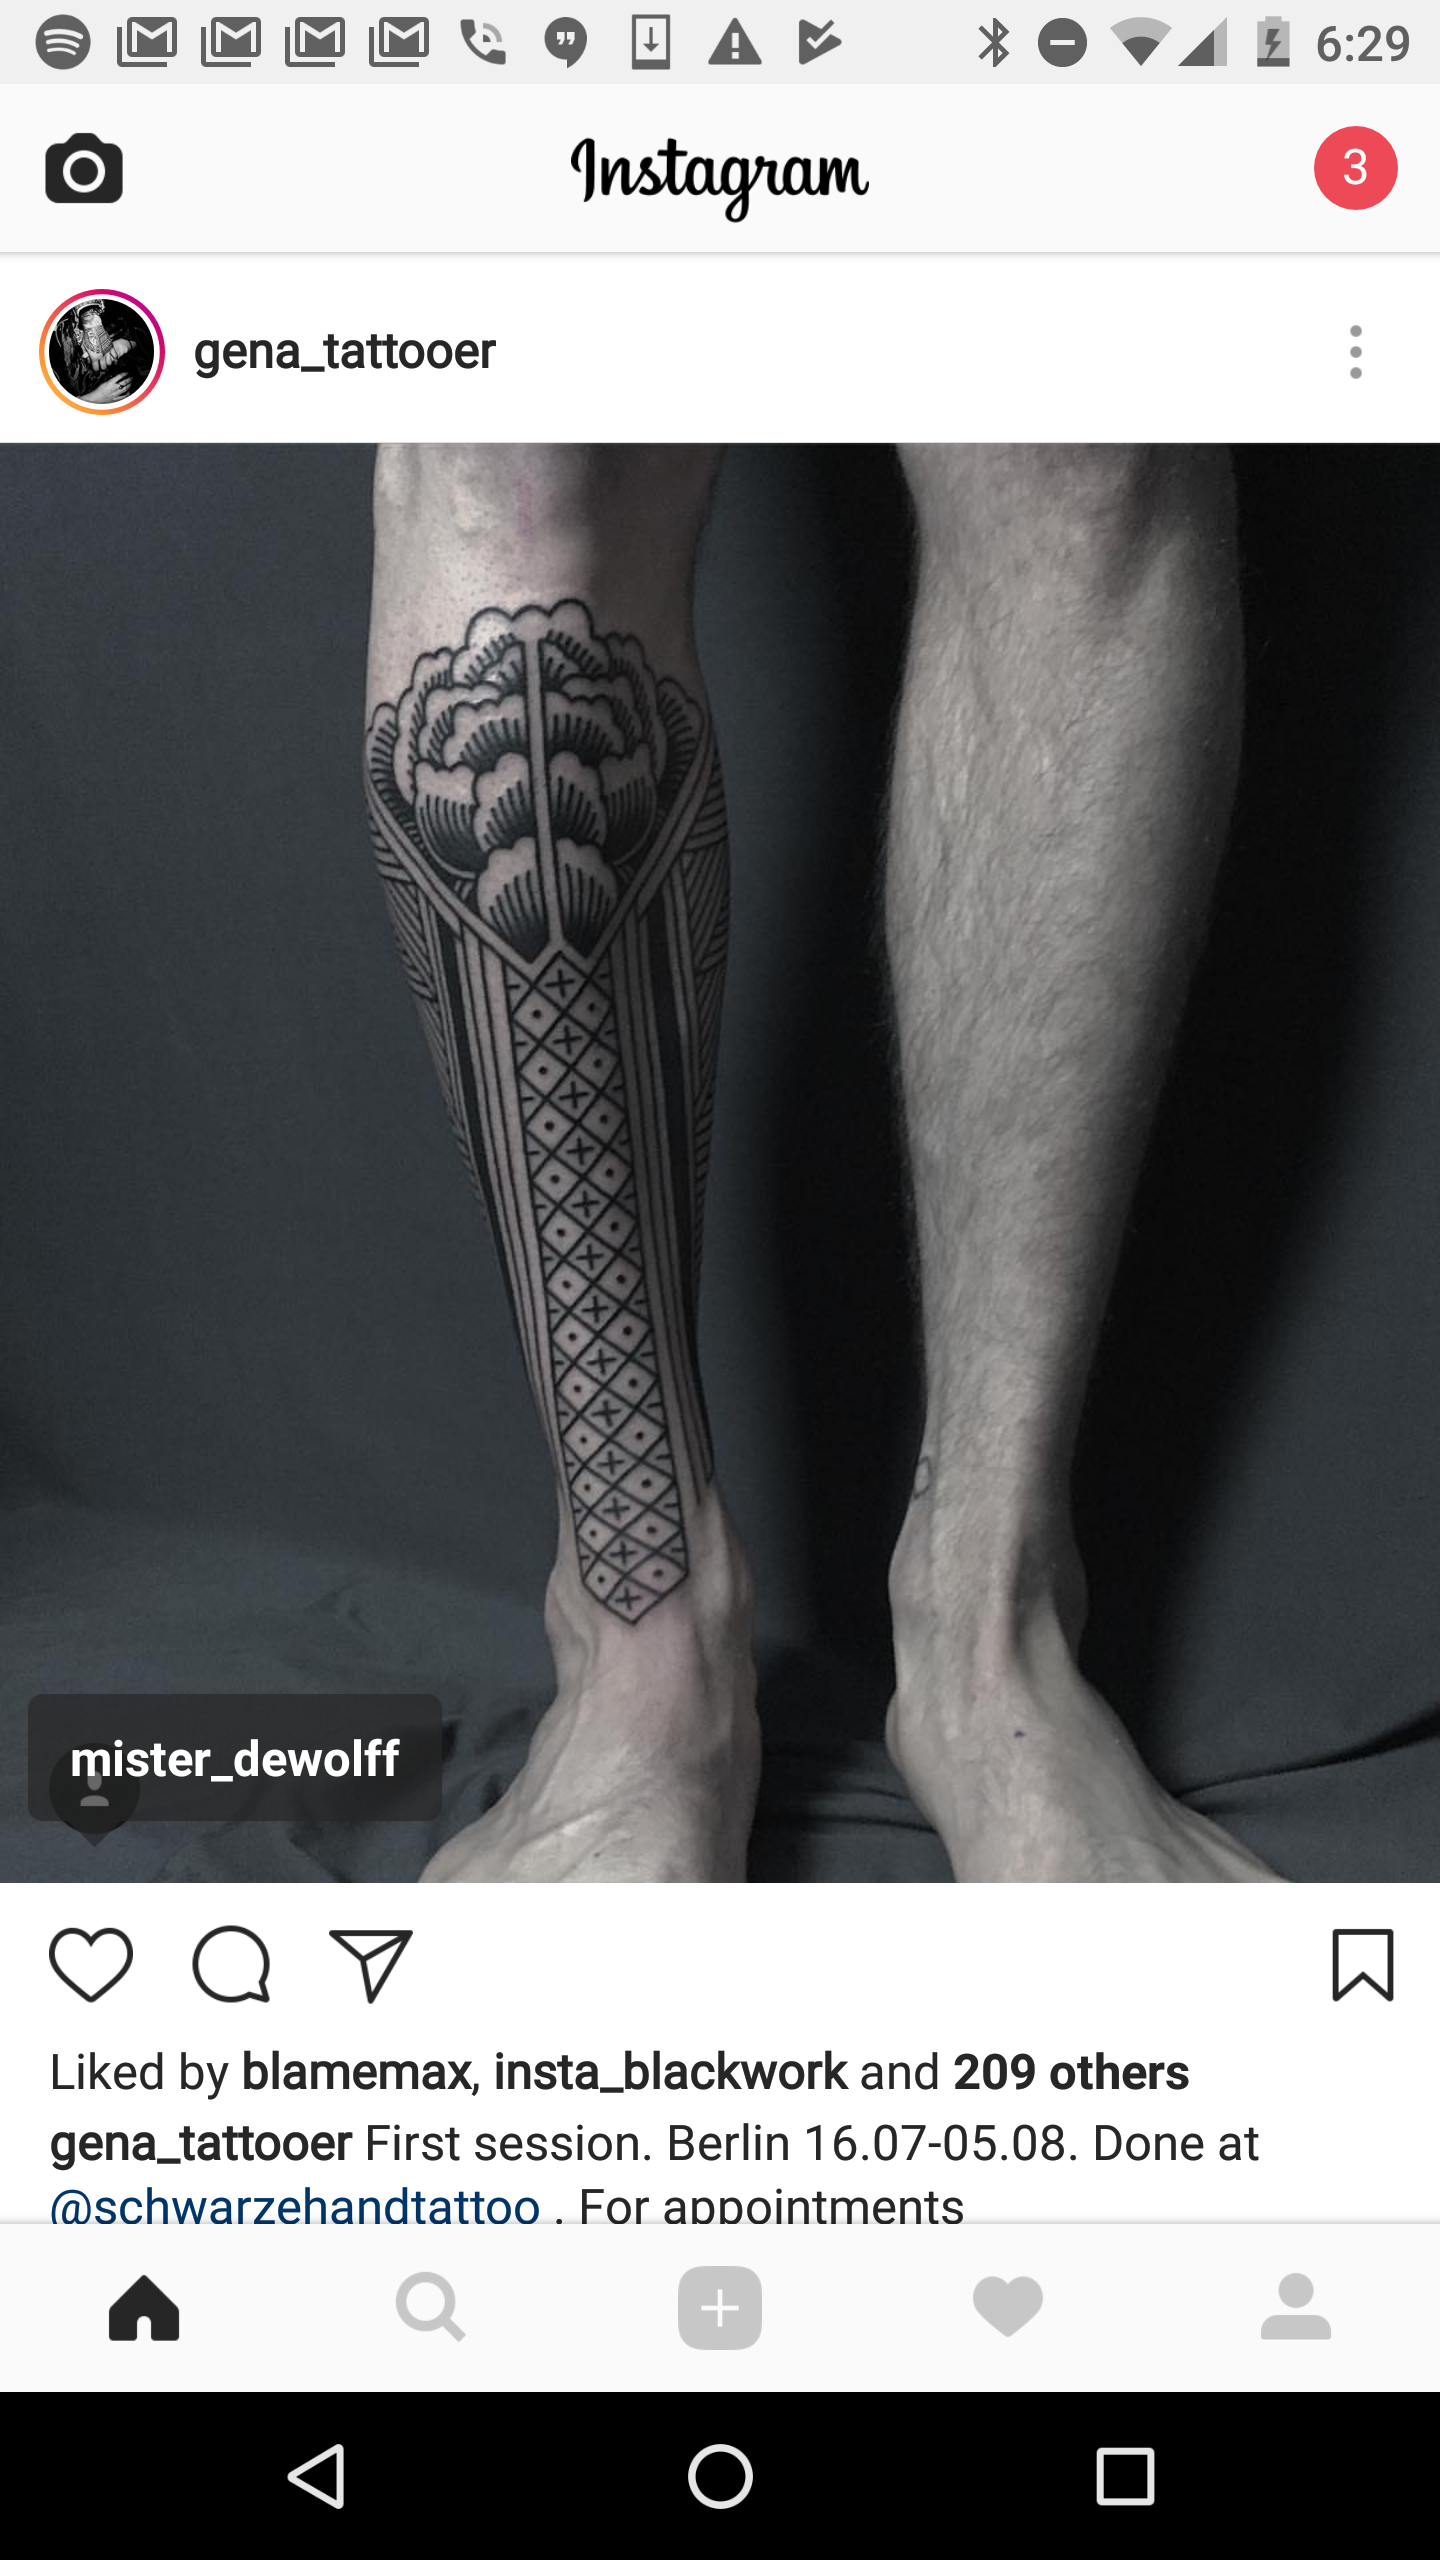 6:29
Instagram
3
gena_tattooer
mister_dewolff
Liked by blamemax, insta_blackwork and 209 others
gena_tattooer First session. Berlin 16.07-05.08. Done at
@schwarzehandtattoo . For appointments